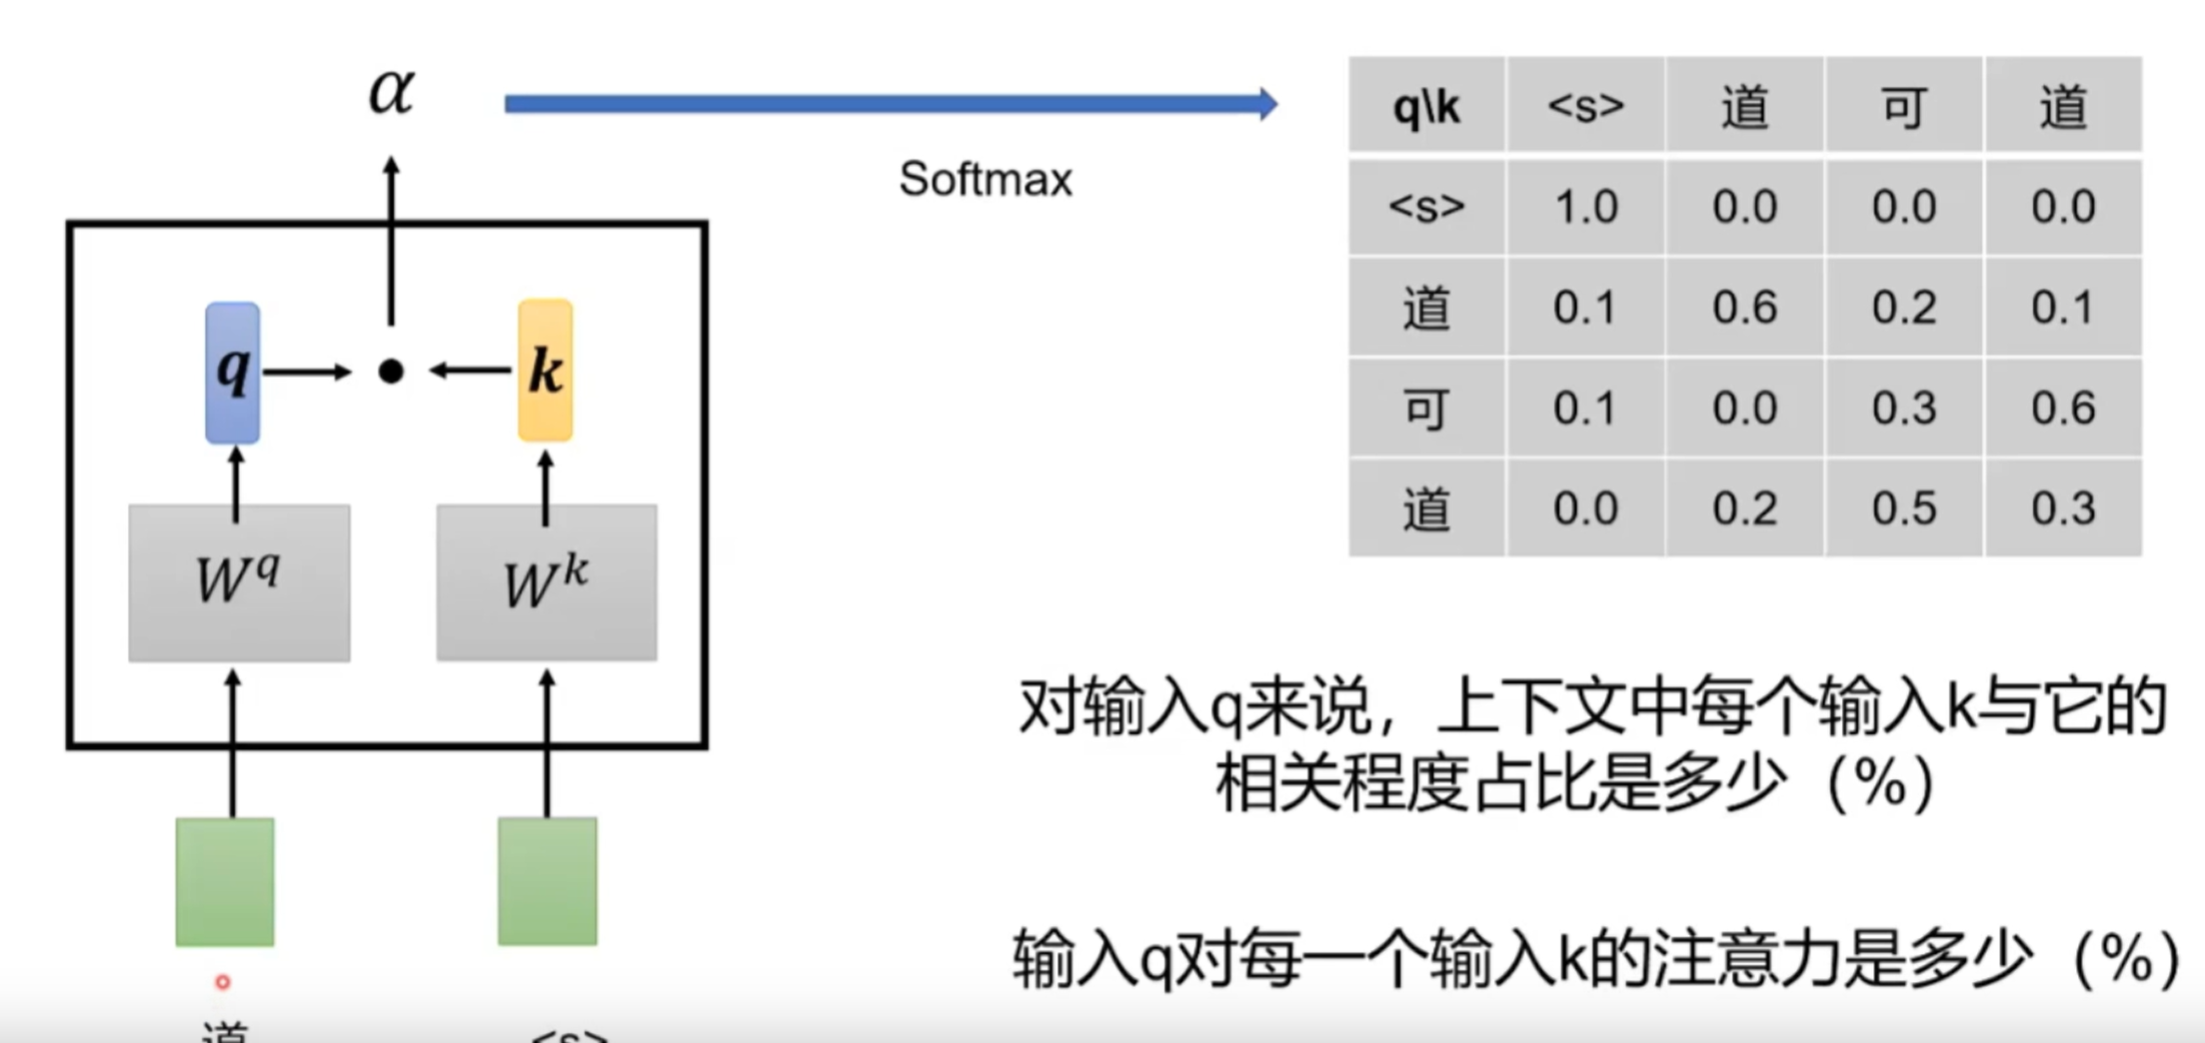 α
Softmax
q k
W^q W^k
道 <s>
q\k <s> 道 可 道
<s> 1.0 0.0 0.0 0.0
道 0.1 0.6 0.2 0.1
可 0.1 0.0 0.3 0.6
道 0.0 0.2 0.5 0.3
对输入q来说，上下文中每个输入k与它的
相关程度占比是多少（%）
输入q对每一个输入k的注意力是多少（%）